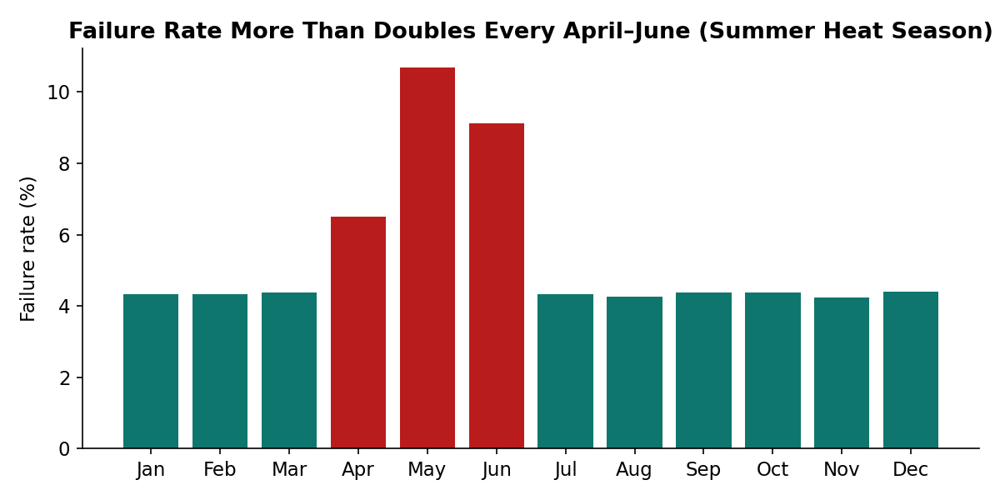 Failure Rate More Than Doubles Every April–June (Summer Heat Season)
Failure rate (%)
10
8
6
4
2
0
Jan Feb Mar Apr May Jun Jul Aug Sep Oct Nov Dec